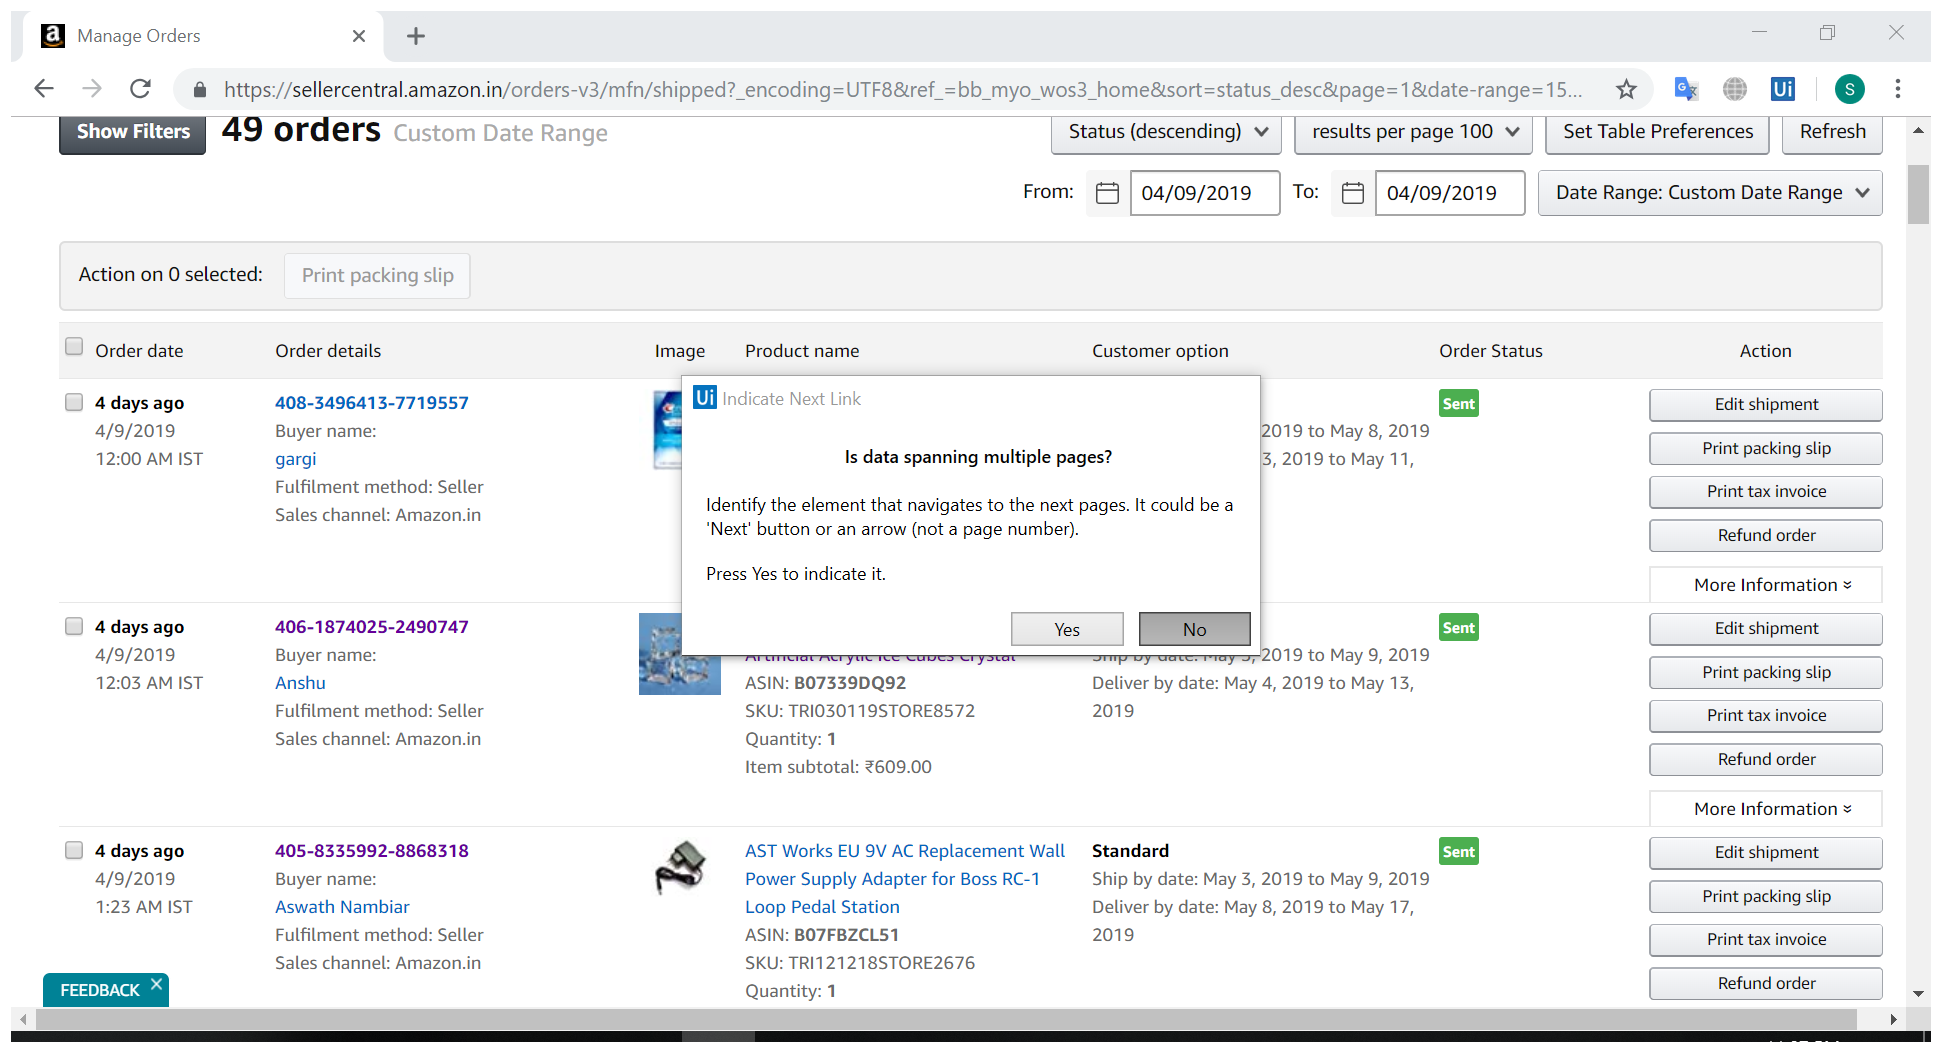 Manage Orders
https://sellercentral.amazon.in/orders-v3/mfn/shipped?_encoding=UTF8&ref_=bb_myo_wos3_home&sort=status_desc&page=1&date-range=15...
Ui
S
Show Filters 49 orders Custom Date Range Status (descending) results per page 100 Set Table Preferences Refresh
From: 04/09/2019 To: 04/09/2019 Date Range: Custom Date Range
Action on 0 selected: Print packing slip
Order date Order details Image Product name Customer option Order Status Action
4 days ago
4/9/2019
12:00 AM IST
408-3496413-7719557
Buyer name:
gargi
Fulfilment method: Seller
Sales channel: Amazon.in
2019 to May 8, 2019
3, 2019 to May 11,
Sent
Edit shipment
Print packing slip
Print tax invoice
Refund order
More Information
Ui Indicate Next Link
Is data spanning multiple pages?
Identify the element that navigates to the next pages. It could be a
'Next' button or an arrow (not a page number).
Press Yes to indicate it.
Yes No
4 days ago
4/9/2019
12:03 AM IST
406-1874025-2490747
Buyer name:
Anshu
Fulfilment method: Seller
Sales channel: Amazon.in
Artificial Acrylic Ice Cubes Crystal
ASIN: B07339DQ92
SKU: TRI030119STORE8572
Quantity: 1
Item subtotal: ₹609.00
Ship by date: May 3, 2019 to May 9, 2019
Deliver by date: May 4, 2019 to May 13,
2019
Sent
Edit shipment
Print packing slip
Print tax invoice
Refund order
More Information
4 days ago
4/9/2019
1:23 AM IST
405-8335992-8868318
Buyer name:
Aswath Nambiar
Fulfilment method: Seller
Sales channel: Amazon.in
AST Works EU 9V AC Replacement Wall
Power Supply Adapter for Boss RC-1
Loop Pedal Station
ASIN: B07FBZCL51
SKU: TRI121218STORE2676
Quantity: 1
Standard
Ship by date: May 3, 2019 to May 9, 2019
Deliver by date: May 8, 2019 to May 17,
2019
Sent
Edit shipment
Print packing slip
Print tax invoice
Refund order
FEEDBACK